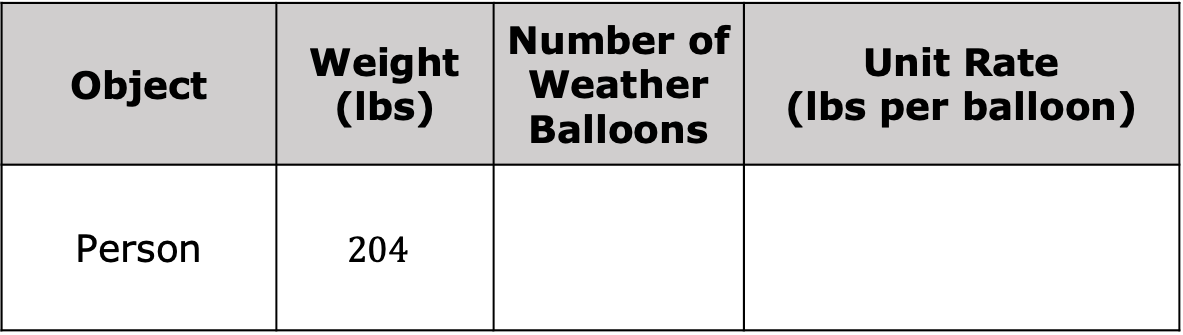 Object
Weight
(lbs)
Number of
Weather
Balloons
Unit Rate
(lbs per balloon)
Person
204